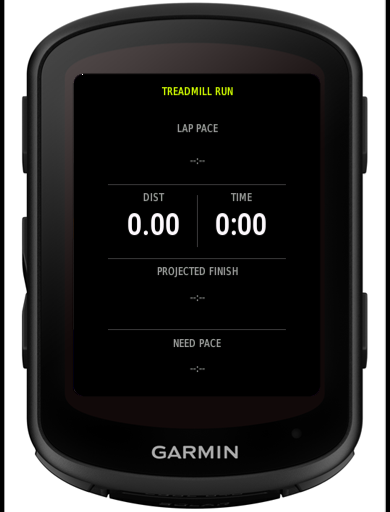 TREADMILL RUN
LAP PACE
--:--
DIST TIME
0.00 0:00
PROJECTED FINISH
--:--
NEED PACE
--:--
GARMIN